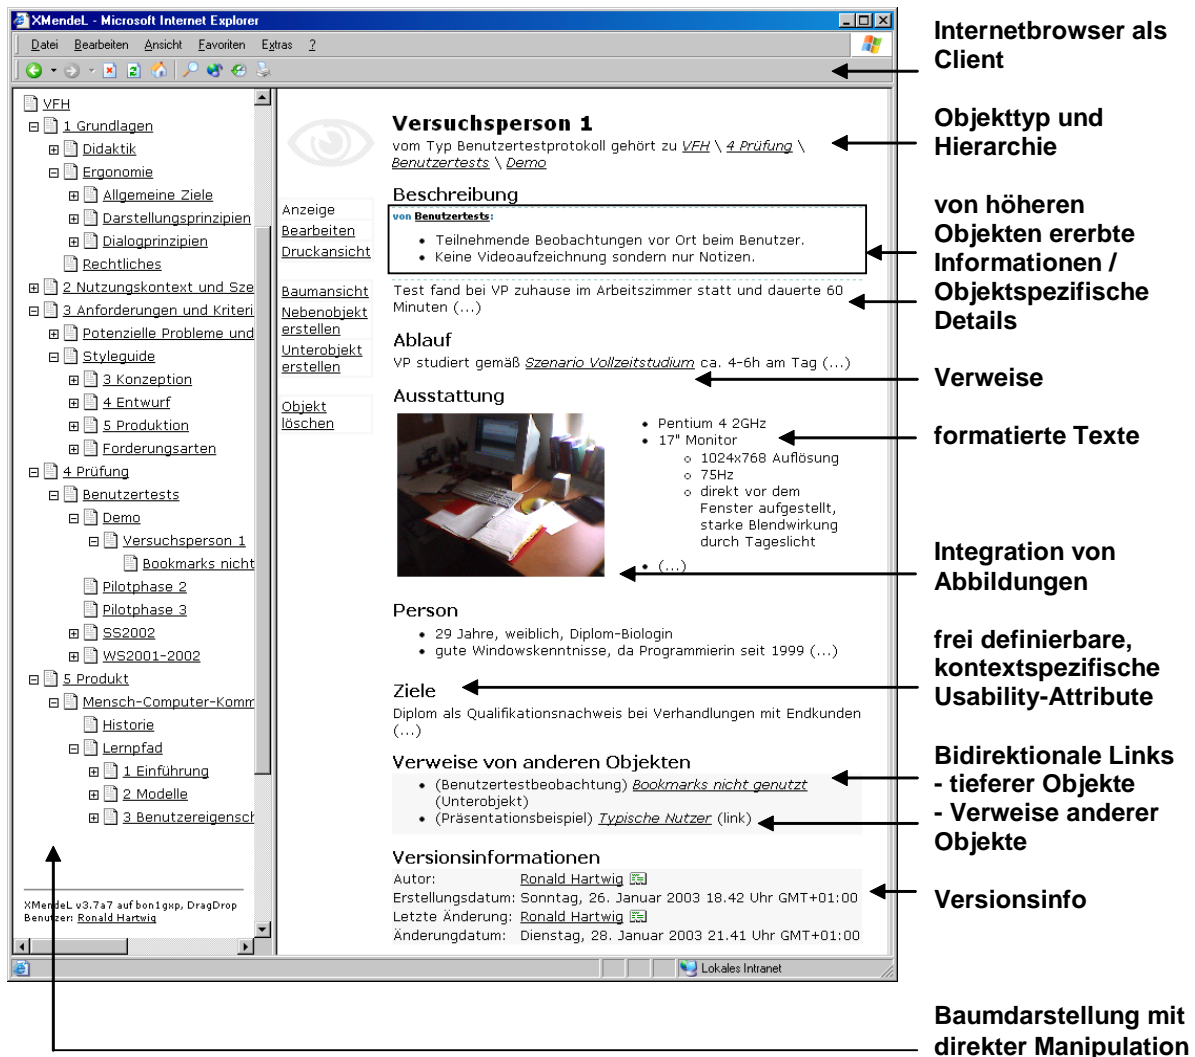 XMendeL - Microsoft Internet Explorer
Datei Bearbeiten Ansicht Favoriten Extras ?
VFH
1 Grundlagen
Didaktik
Ergonomie
Allgemeine Ziele
Darstellungsprinzipien
Dialogprinzipien
Rechtliches
2 Nutzungskontext und Sze
3 Anforderungen und Kriteri
Potenzielle Probleme und
Styleguide
3 Konzeption
4 Entwurf
5 Produktion
Forderungsarten
4 Prüfung
Benutzertests
Demo
Versuchsperson 1
Bookmarks nicht
Pilotphase 2
Pilotphase 3
SS2002
WS2001-2002
5 Produkt
Mensch-Computer-Komm
Historie
Lernpfad
1 Einführung
2 Modelle
3 Benutzereigensch
XMendeL v3.7a7 auf bon1gxp, DragDrop
Benutzer: Ronald Hartwig
Anzeige
Bearbeiten
Druckansicht
Baumansicht
Nebenobjekt
erstellen
Unterobjekt
erstellen
Objekt
löschen
Versuchsperson 1
vom Typ Benutzertestprotokoll gehört zu VFH \ 4 Prüfung \
Benutzertests \ Demo
Beschreibung
von Benutzertests:
• Teilnehmende Beobachtungen vor Ort beim Benutzer.
• Keine Videoaufzeichnung sondern nur Notizen.
Test fand bei VP zuhause im Arbeitszimmer statt und dauerte 60
Minuten (...)
Ablauf
VP studiert gemäß Szenario Vollzeitstudium ca. 4-6h am Tag (...)
Ausstattung
• Pentium 4 2GHz
• 17" Monitor
○ 1024x768 Auflösung
○ 75Hz
○ direkt vor dem
Fenster aufgestellt,
starke Blendwirkung
durch Tageslicht
• (...)
Person
• 29 Jahre, weiblich, Diplom-Biologin
• gute Windowskenntnisse, da Programmierin seit 1999 (...)
Ziele
Diplom als Qualifikationsnachweis bei Verhandlungen mit Endkunden
(...)
Verweise von anderen Objekten
• (Benutzertestbeobachtung) Bookmarks nicht genutzt
(Unterobjekt)
• (Präsentationsbeispiel) Typische Nutzer (link)
Versionsinformationen
Autor: Ronald Hartwig
Erstellungsdatum: Sonntag, 26. Januar 2003 18.42 Uhr GMT+01:00
Letzte Änderung: Ronald Hartwig
Änderungdatum: Dienstag, 28. Januar 2003 21.41 Uhr GMT+01:00
Lokales Intranet
Internetbrowser als
Client
Objekttyp und
Hierarchie
von höheren
Objekten ererbte
Informationen /
Objektspezifische
Details
Verweise
formatierte Texte
Integration von
Abbildungen
frei definierbare,
kontextspezifische
Usability-Attribute
Bidirektionale Links
- tieferer Objekte
- Verweise anderer
Objekte
Versionsinfo
Baumdarstellung mit
direkter Manipulation